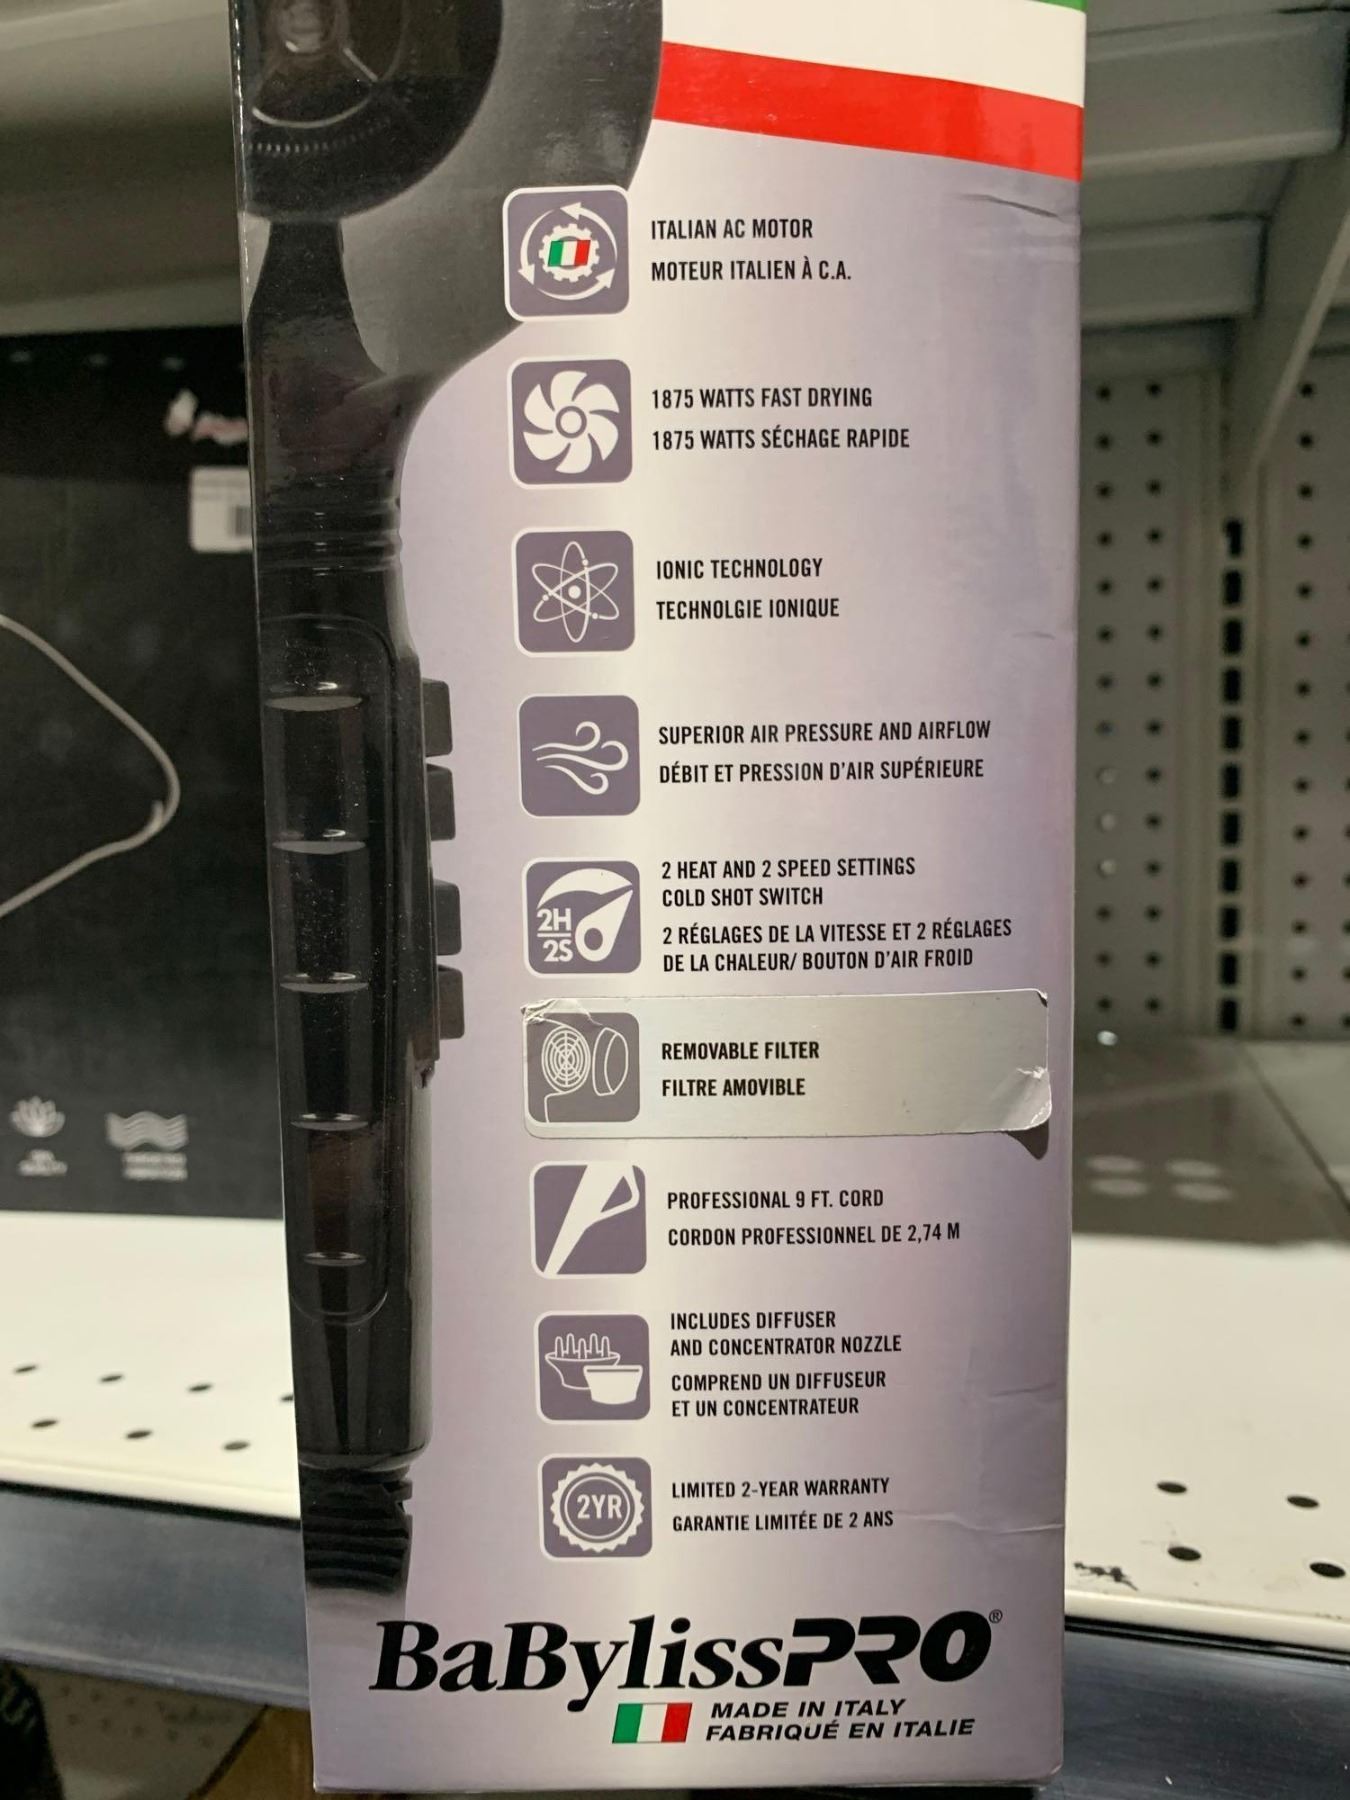 ITALIAN AC MOTOR
MOTEUR ITALIEN À C.A.
1875 WATTS FAST DRYING
1875 WATTS SÉCHAGE RAPIDE
IONIC TECHNOLOGY
TECHNOLGIE IONIQUE
SUPERIOR AIR PRESSURE AND AIRFLOW
DÉBIT ET PRESSION D'AIR SUPÉRIEURE
2H
2S
2 HEAT AND 2 SPEED SETTINGS
COLD SHOT SWITCH
2 RÉGLAGES DE LA VITESSE ET 2 RÉGLAGES
DE LA CHALEUR/ BOUTON D'AIR FROID
REMOVABLE FILTER
FILTRE AMOVIBLE
PROFESSIONAL 9 FT. CORD
CORDON PROFESSIONNEL DE 2,74 M
INCLUDES DIFFUSER
AND CONCENTRATOR NOZZLE
COMPREND UN DIFFUSEUR
ET UN CONCENTRATEUR
2YR
LIMITED 2-YEAR WARRANTY
GARANTIE LIMITÉE DE 2 ANS
BaBylissPRO®
MADE IN ITALY
FABRIQUÉ EN ITALIE